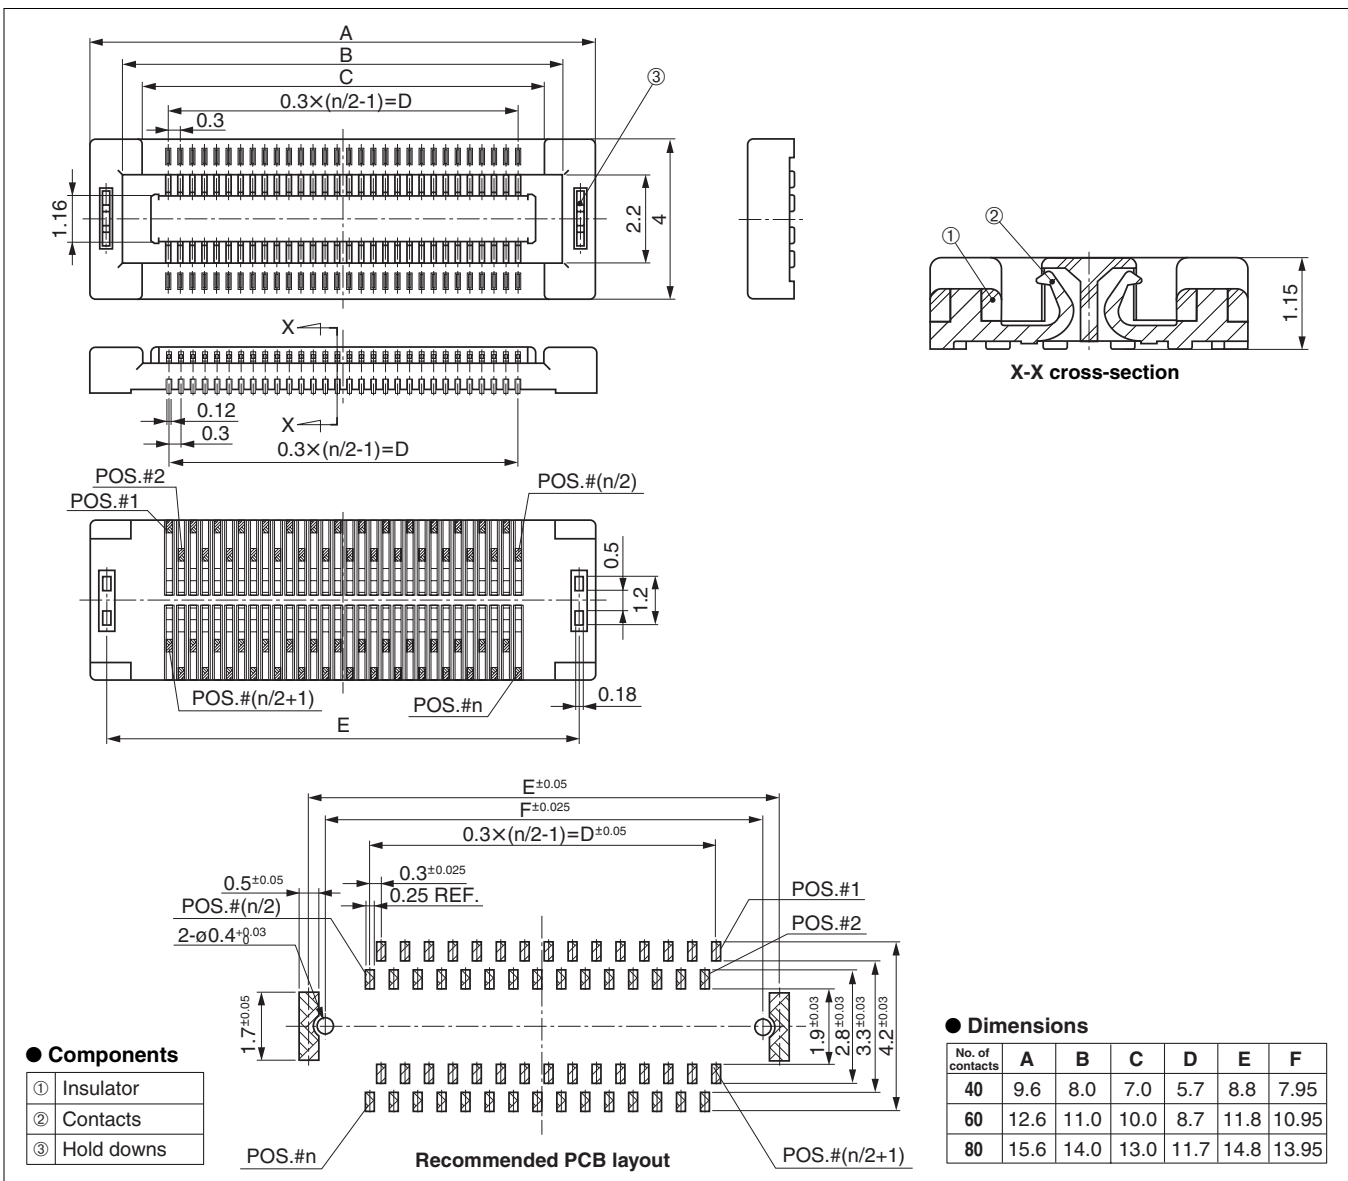 A
B
C
③
0.3×(n/2-1)=D
0.3
1.16
2.2
4
②
①
1.15
X-X cross-section
X
0.12
X
0.3
0.3×(n/2-1)=D
POS.#2
POS.#1
POS.#(n/2)
0.5
1.2
POS.#(n/2+1)
POS.#n
0.18
E
E±0.05
F±0.025
0.3×(n/2-1)=D±0.05
0.3±0.025
0.5±0.05
0.25 REF.
POS.#(n/2)
2-ø0.4+0.03 0
POS.#1
POS.#2
1.7±0.05
1.9±0.03
2.8±0.03
3.3±0.03
4.2±0.03
POS.#n
POS.#(n/2+1)
Recommended PCB layout
● Components
① Insulator
② Contacts
③ Hold downs
● Dimensions
No. of contacts A B C D E F
40 9.6 8.0 7.0 5.7 8.8 7.95
60 12.6 11.0 10.0 8.7 11.8 10.95
80 15.6 14.0 13.0 11.7 14.8 13.95